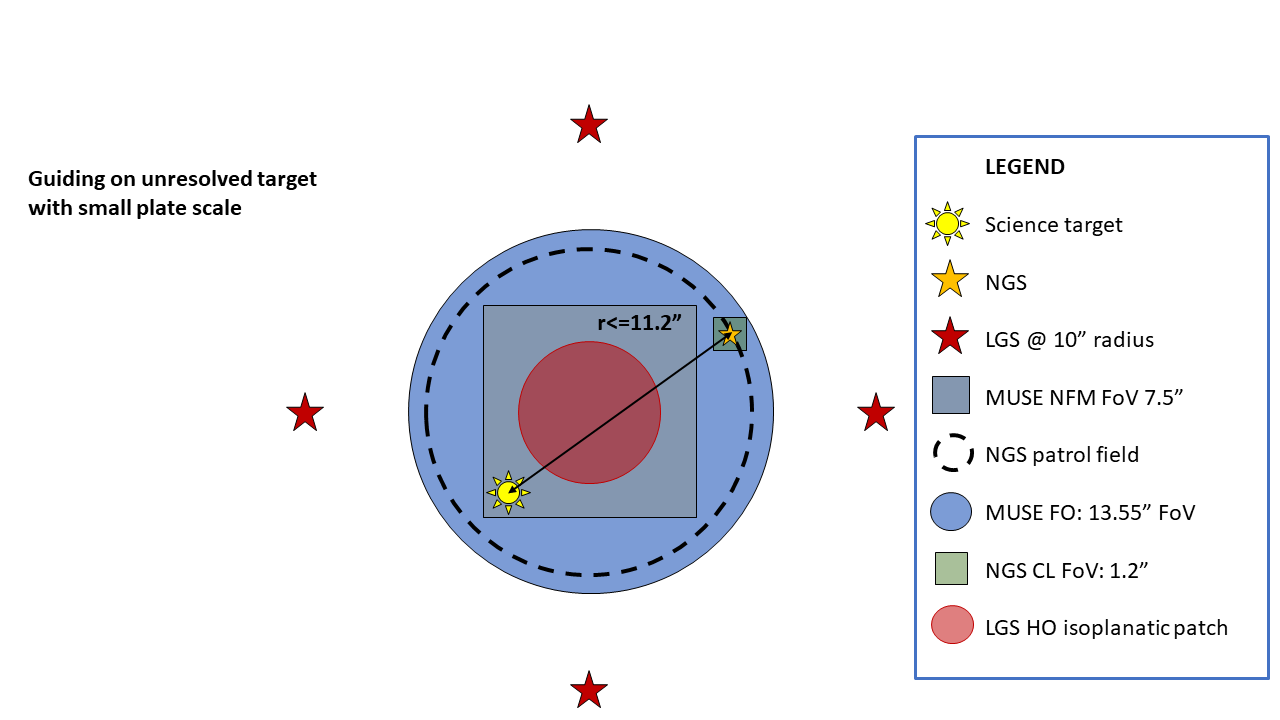 Guiding on unresolved target
with small plate scale
r<=11.2”
LEGEND
Science target
NGS
LGS @ 10” radius
MUSE NFM FoV 7.5”
NGS patrol field
MUSE FO: 13.55” FoV
NGS CL FoV: 1.2”
LGS HO isoplanatic patch